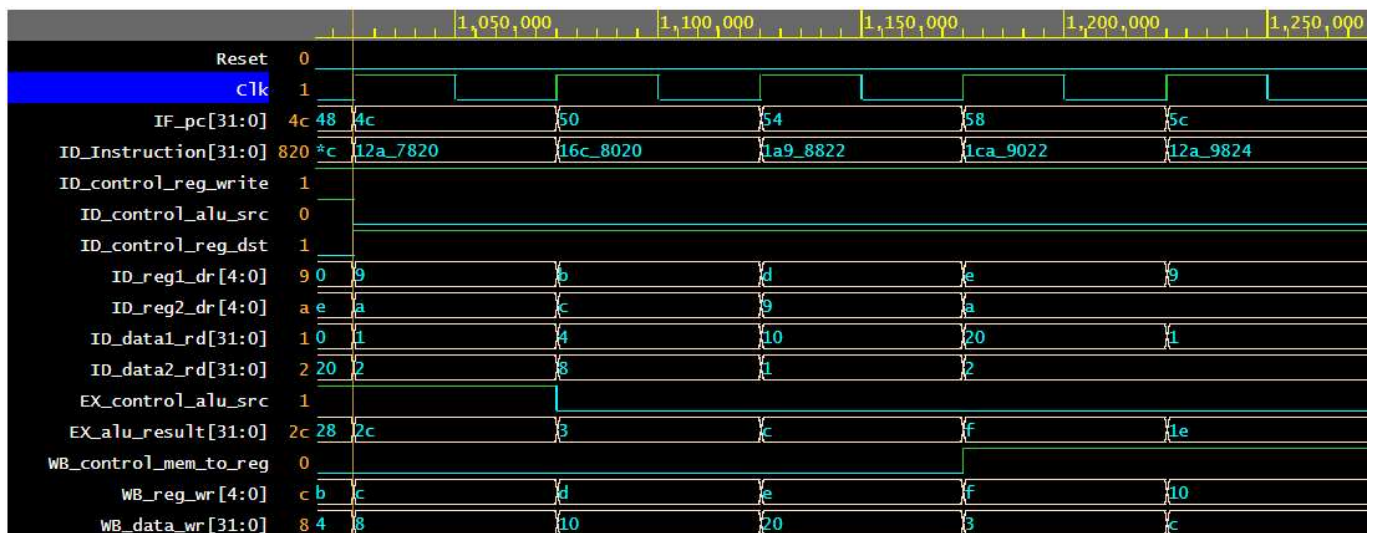 1,050,000 1,100,000 1,150,000 1,200,000 1,250,000
Reset 0
Clk 1
IF_pc[31:0] 4c 48 4c 50 54 58 5c
ID_Instruction[31:0] 820 *c 12a_7820 16c_8020 1a9_8822 1ca_9022 12a_9824
ID_control_reg_write 1
ID_control_alu_src 0
ID_control_reg_dst 1
ID_reg1_dr[4:0] 9 0 9 b d e 9
ID_reg2_dr[4:0] a e a c 9 a
ID_data1_rd[31:0] 1 0 1 4 10 20 1
ID_data2_rd[31:0] 2 20 2 8 1 2
EX_control_alu_src 1
EX_alu_result[31:0] 2c 28 2c 3 c f 1e
WB_control_mem_to_reg 0
WB_reg_wr[4:0] c b c d e f 10
WB_data_wr[31:0] 8 4 8 10 20 3 c